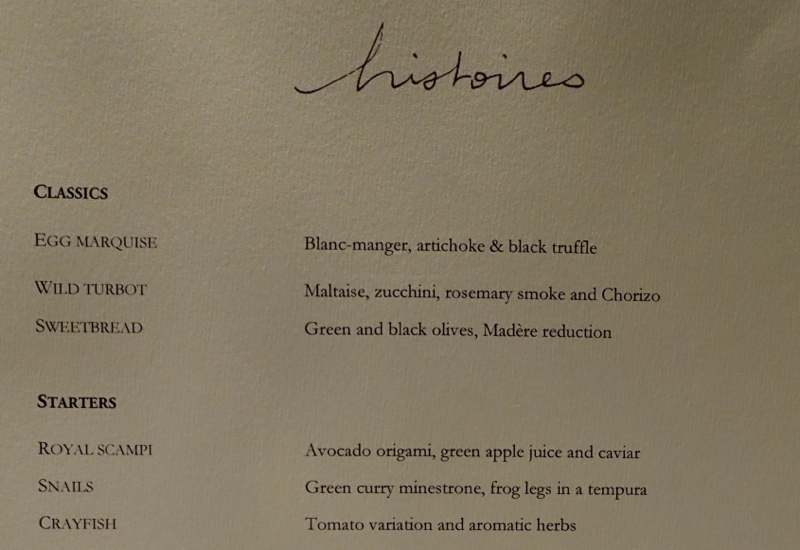 histoires
CLASSICS
EGG MARQUISE Blanc-manger, artichoke & black truffle
WILD TURBOT Maltaise, zucchini, rosemary smoke and Chorizo
SWEETBREAD Green and black olives, Madère reduction
STARTERS
ROYAL SCAMPI Avocado origami, green apple juice and caviar
SNAILS Green curry minestrone, frog legs in a tempura
CRAYFISH Tomato variation and aromatic herbs